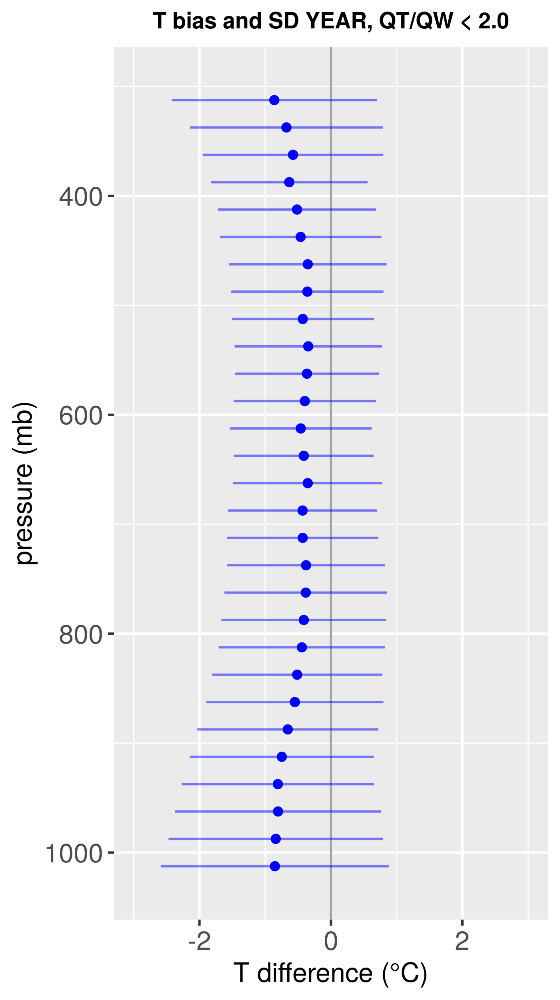 T bias and SD YEAR, QT/QW < 2.0
400
600
800
1000
pressure (mb)
-2 0 2
T difference (°C)